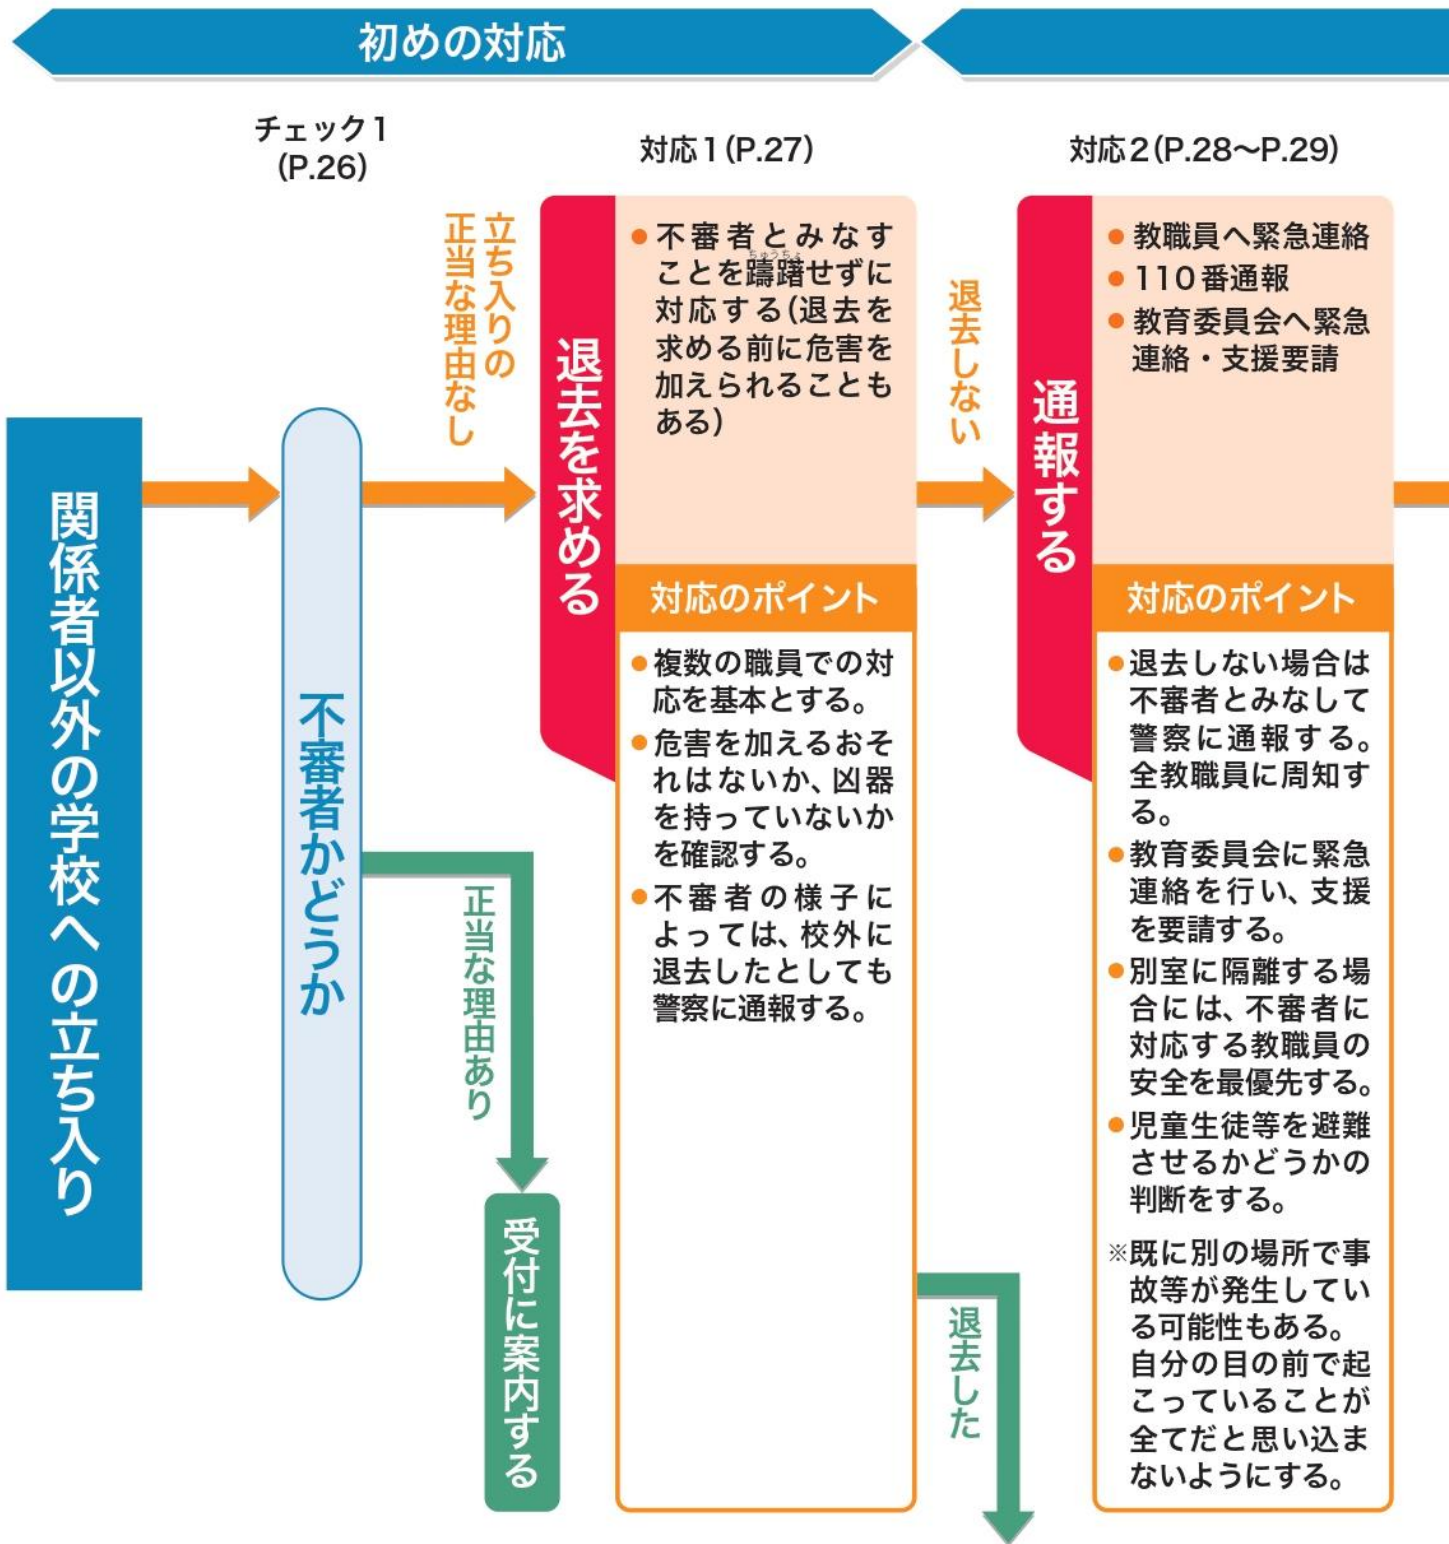 初めの対応
チェック1
(P.26)
対応1(P.27)
対応2(P.28～P.29)
関係者以外の学校への立ち入り
不審者かどうか
立ち入りの
正当な理由なし
正当な理由あり
受付に案内する
退去を求める
●不審者とみなす
ことを躊躇せずに
ちゅうちょ
対応する(退去を
求める前に危害を
加えられることも
ある)
対応のポイント
●複数の職員での対
応を基本とする。
●危害を加えるおそ
れはないか、凶器
を持っていないか
を確認する。
●不審者の様子に
よっては、校外に
退去したとしても
警察に通報する。
退去しない
退去した
通報する
●教職員へ緊急連絡
●110番通報
●教育委員会へ緊急
連絡・支援要請
対応のポイント
●退去しない場合は
不審者とみなして
警察に通報する。
全教職員に周知す
る。
●教育委員会に緊急
連絡を行い、支援
を要請する。
●別室に隔離する場
合には、不審者に
対応する教職員の
安全を最優先する。
●児童生徒等を避難
させるかどうかの
判断をする。
※既に別の場所で事
故等が発生してい
る可能性もある。
自分の目の前で起
こっていることが
全てだと思い込ま
ないようにする。